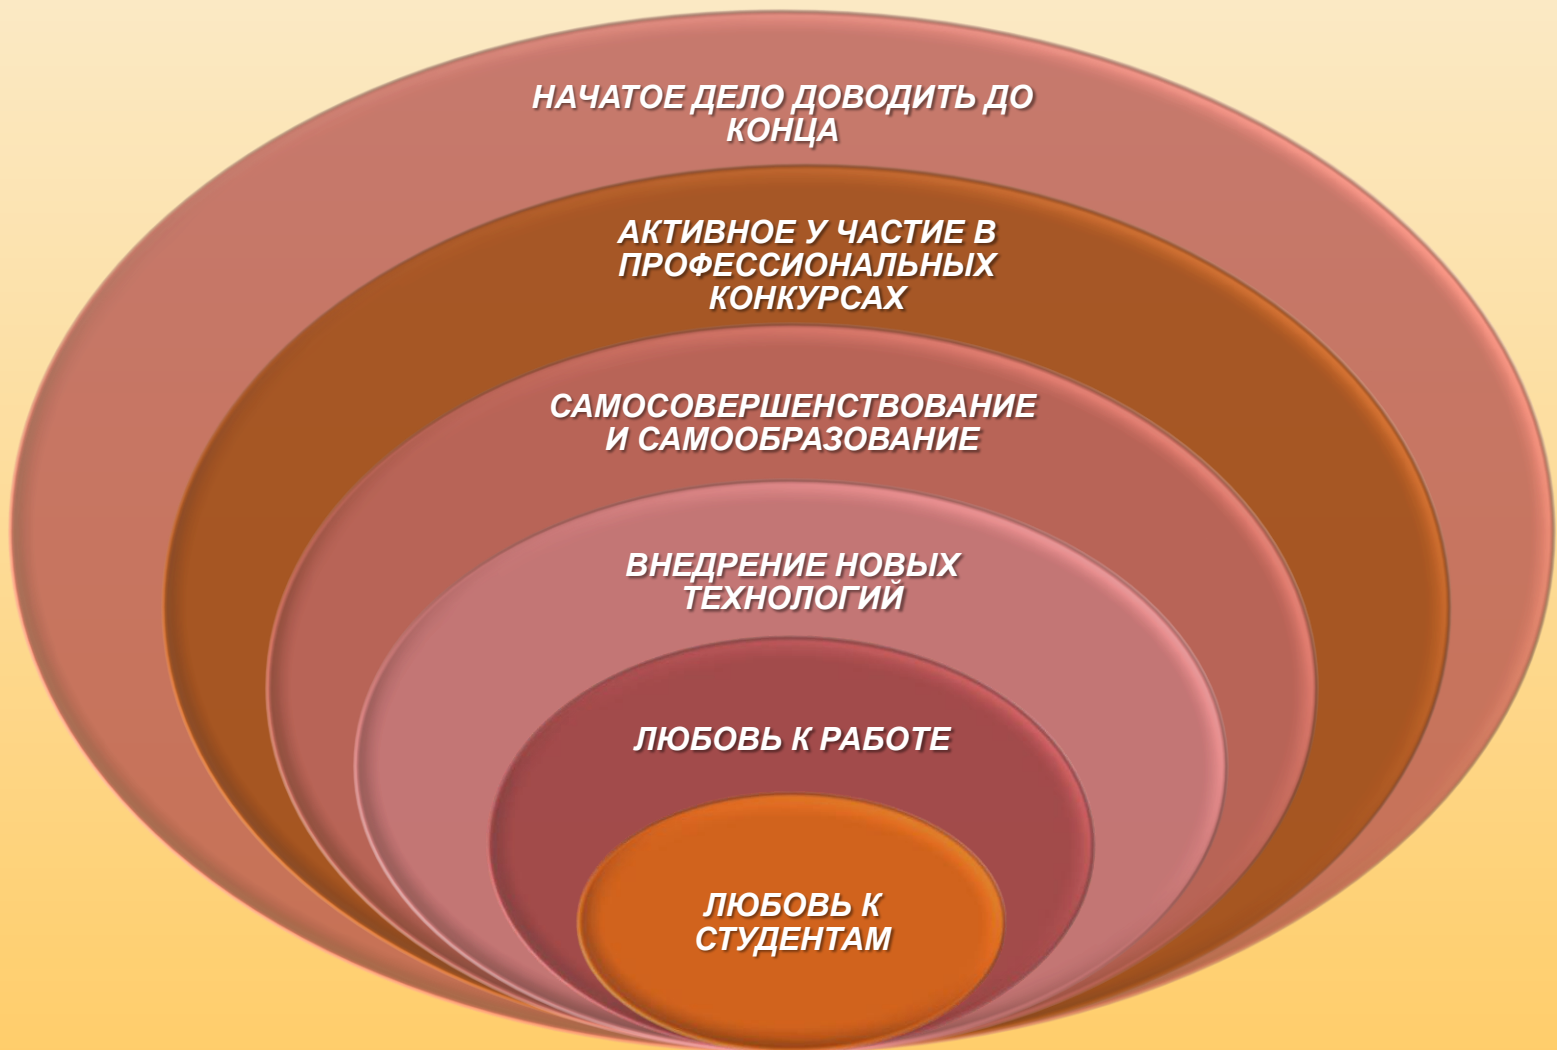 НАЧАТОЕ ДЕЛО ДОВОДИТЬ ДО
КОНЦА
АКТИВНОЕ У ЧАСТИЕ В
ПРОФЕССИОНАЛЬНЫХ
КОНКУРСАХ
САМОСОВЕРШЕНСТВОВАНИЕ
И САМООБРАЗОВАНИЕ
ВНЕДРЕНИЕ НОВЫХ
ТЕХНОЛОГИЙ
ЛЮБОВЬ К РАБОТЕ
ЛЮБОВЬ К
СТУДЕНТАМ